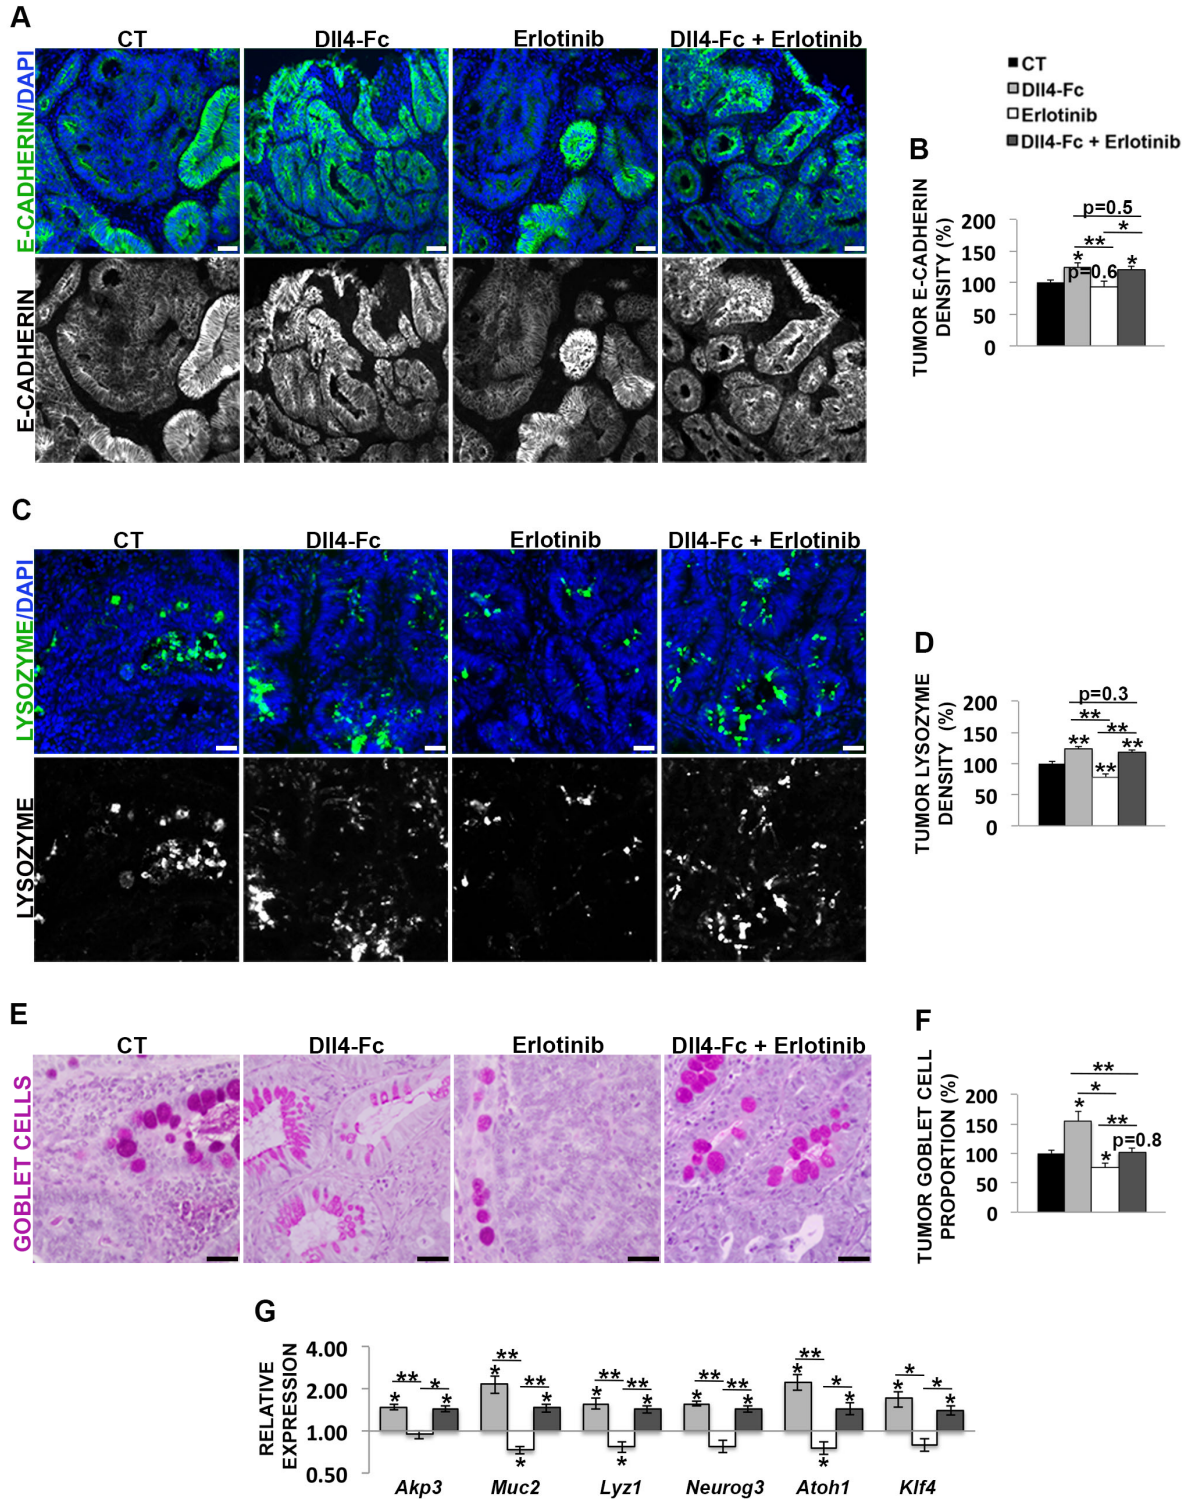 A
CT
Dll4-Fc
Erlotinib
Dll4-Fc + Erlotinib
E-CADHERIN/DAPI
E-CADHERIN
CT
Dll4-Fc
Erlotinib
Dll4-Fc + Erlotinib
B
TUMOR E-CADHERIN
DENSITY (%)
200
150
100
50
0
p=0.5
*
**
*
*
p=0.6
C
CT
Dll4-Fc
Erlotinib
Dll4-Fc + Erlotinib
LYSOZYME/DAPI
LYSOZYME
D
TUMOR LYSOZYME
DENSITY (%)
200
150
100
50
0
p=0.3
**
**
**
**
**
E
CT
Dll4-Fc
Erlotinib
Dll4-Fc + Erlotinib
GOBLET CELLS
F
TUMOR GOBLET CELL
PROPORTION (%)
200
150
100
50
0
**
*
*
**
p=0.8
*
G
RELATIVE
EXPRESSION
4.00
2.00
1.00
0.50
** * * *
** * ** * *
** * ** * *
** * ** *
** * * * *
* * * *
Akp3 Muc2 Lyz1 Neurog3 Atoh1 Klf4